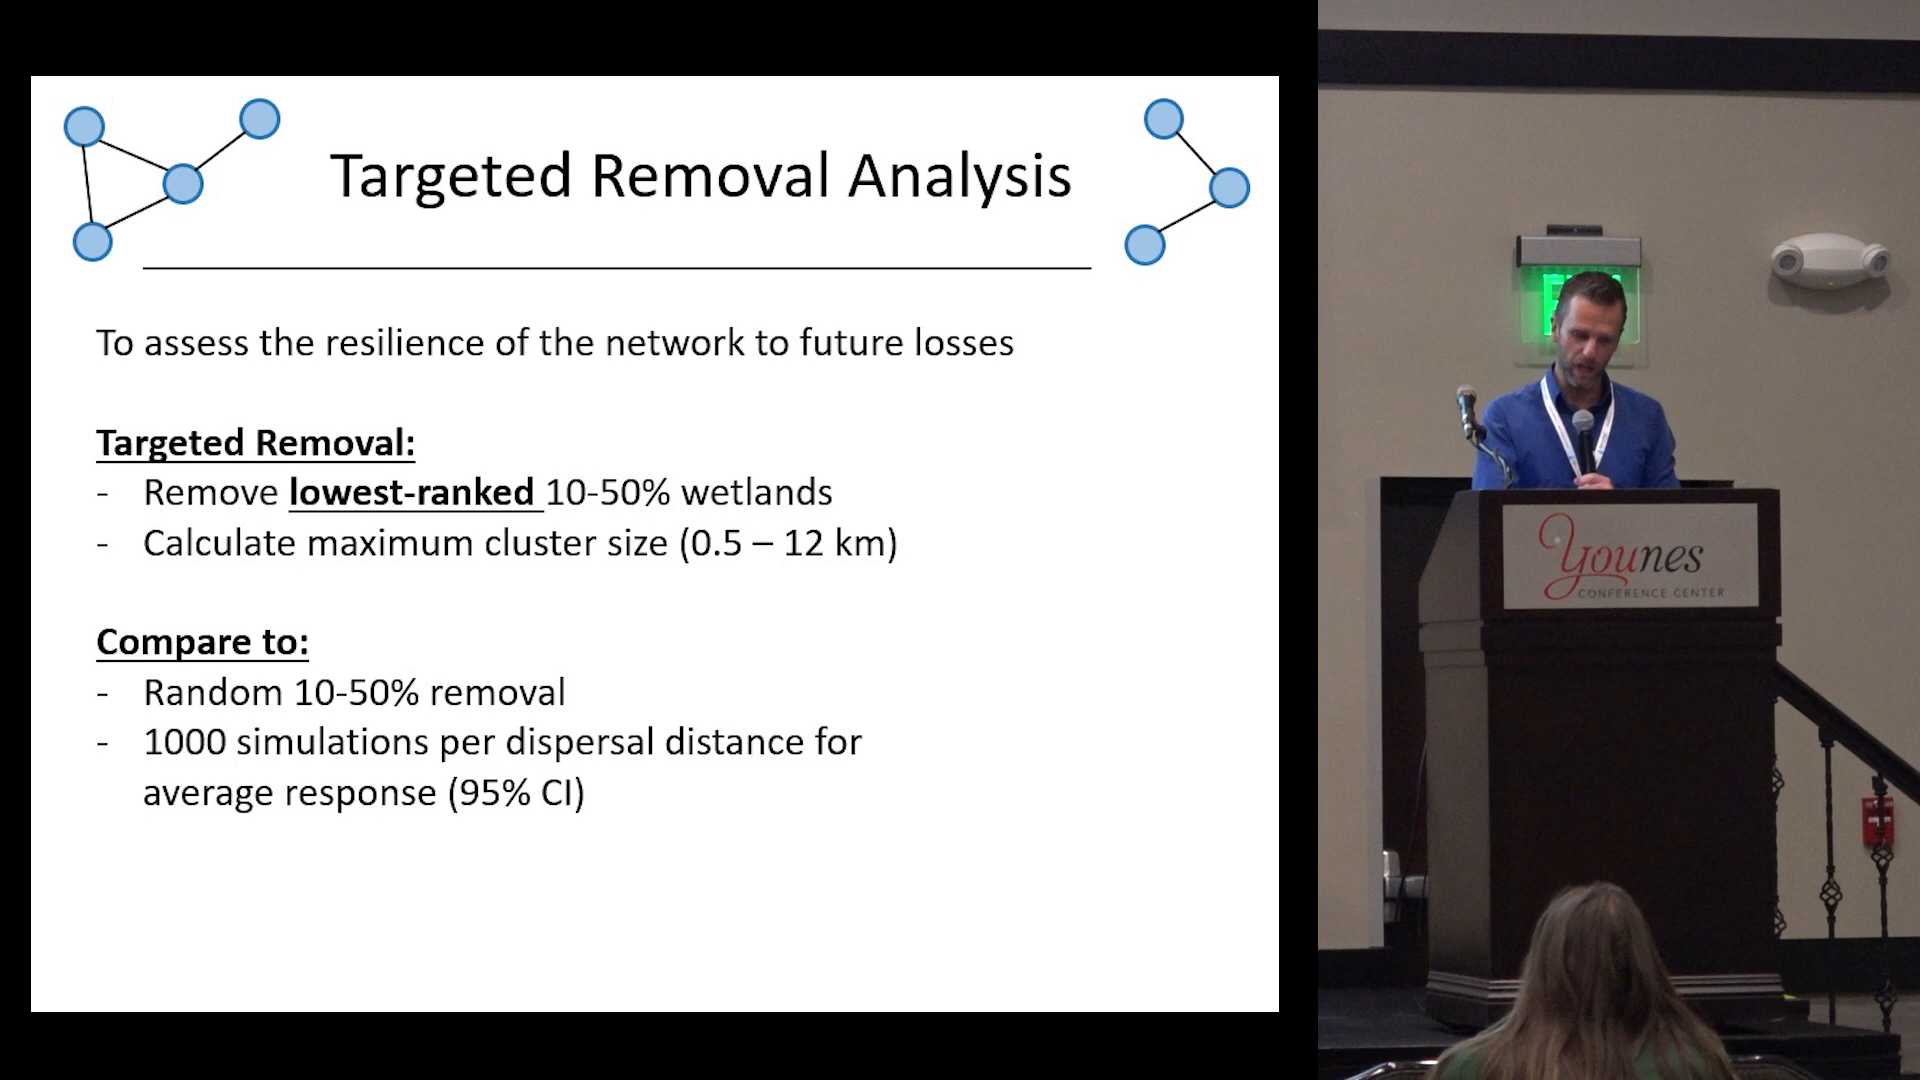 Targeted Removal Analysis
To assess the resilience of the network to future losses
Targeted Removal:
- Remove lowest-ranked 10-50% wetlands
- Calculate maximum cluster size (0.5 – 12 km)
Compare to:
- Random 10-50% removal
- 1000 simulations per dispersal distance for
average response (95% CI)
Younes
CONFERENCE CENTER